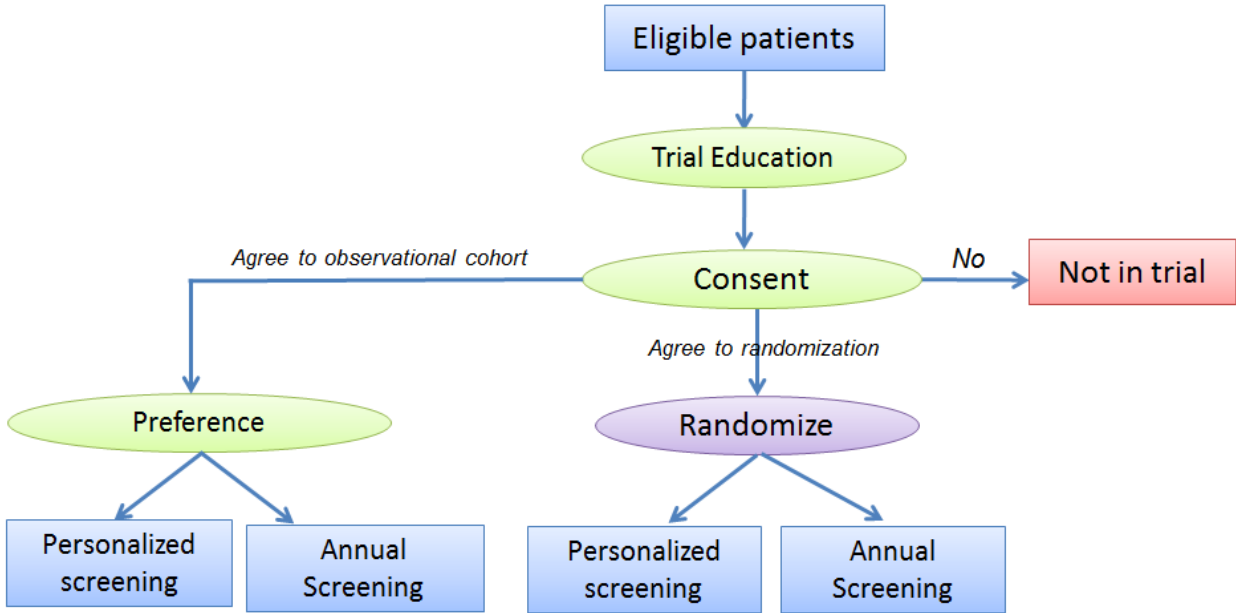 Eligible patients
Trial Education
Agree to observational cohort
Consent
No
Not in trial
Agree to randomization
Preference
Randomize
Personalized
screening
Annual
Screening
Personalized
screening
Annual
Screening